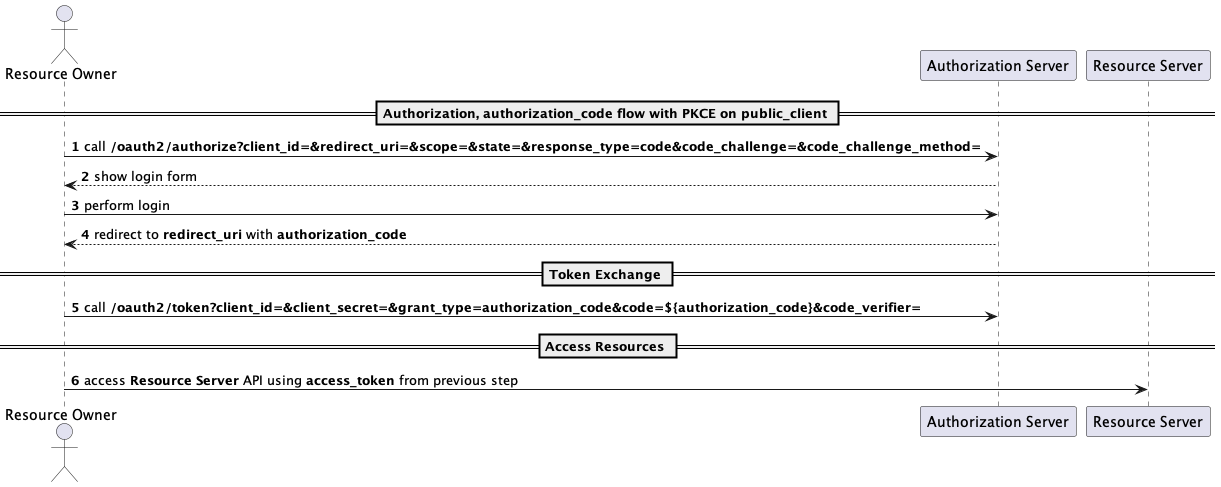 Resource Owner
Authorization Server
Resource Server
Authorization, authorization_code flow with PKCE on public_client
1 call /oauth2/authorize?client_id=&redirect_uri=&scope=&state=&response_type=code&code_challenge=&code_challenge_method=
2 show login form
3 perform login
4 redirect to redirect_uri with authorization_code
Token Exchange
5 call /oauth2/token?client_id=&client_secret=&grant_type=authorization_code&code=${authorization_code}&code_verifier=
Access Resources
6 access Resource Server API using access_token from previous step
Resource Owner
Authorization Server
Resource Server